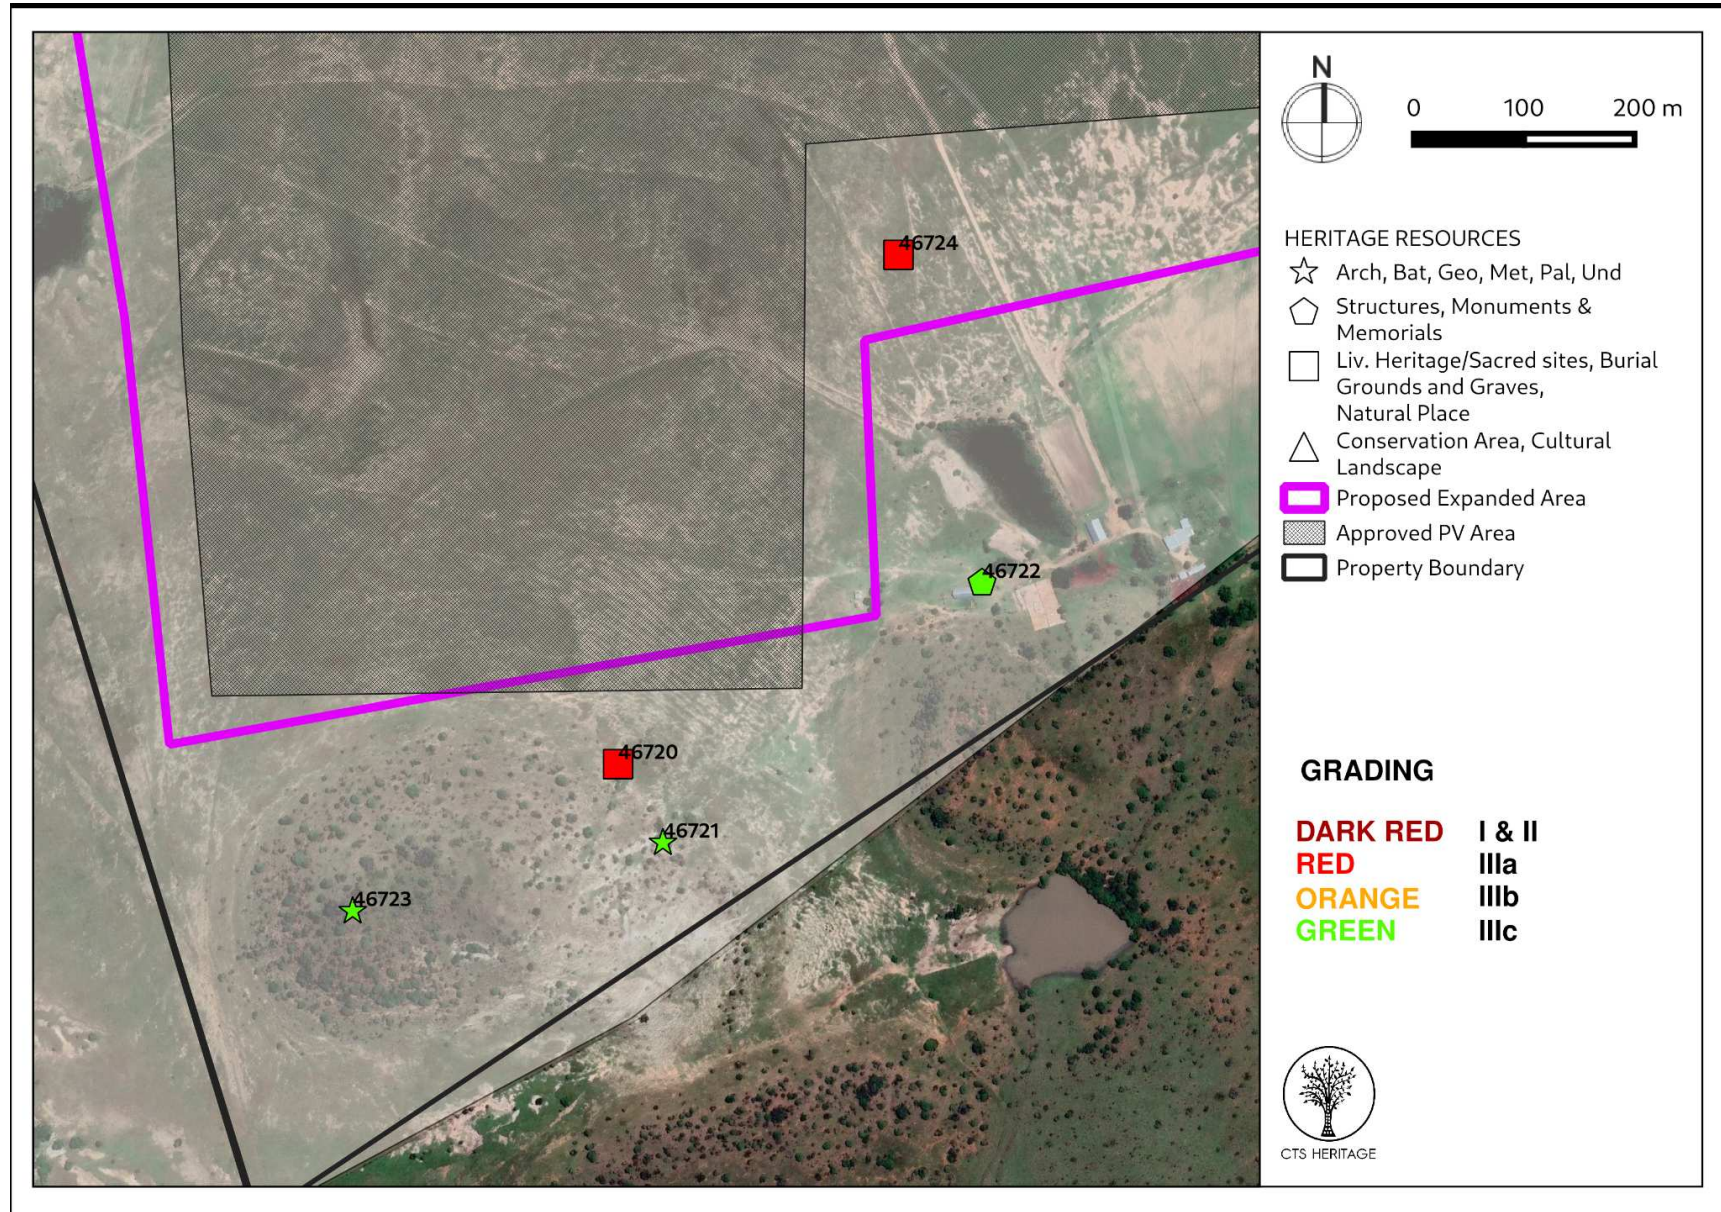 N
0 100 200 m
HERITAGE RESOURCES
Arch, Bat, Geo, Met, Pal, Und
Structures, Monuments &
Memorials
Liv. Heritage/Sacred sites, Burial
Grounds and Graves,
Natural Place
Conservation Area, Cultural
Landscape
Proposed Expanded Area
Approved PV Area
Property Boundary
46724
46722
46720
46721
46723
GRADING
DARK RED I & II
RED IIIa
ORANGE IIIb
GREEN IIIc
CTS HERITAGE